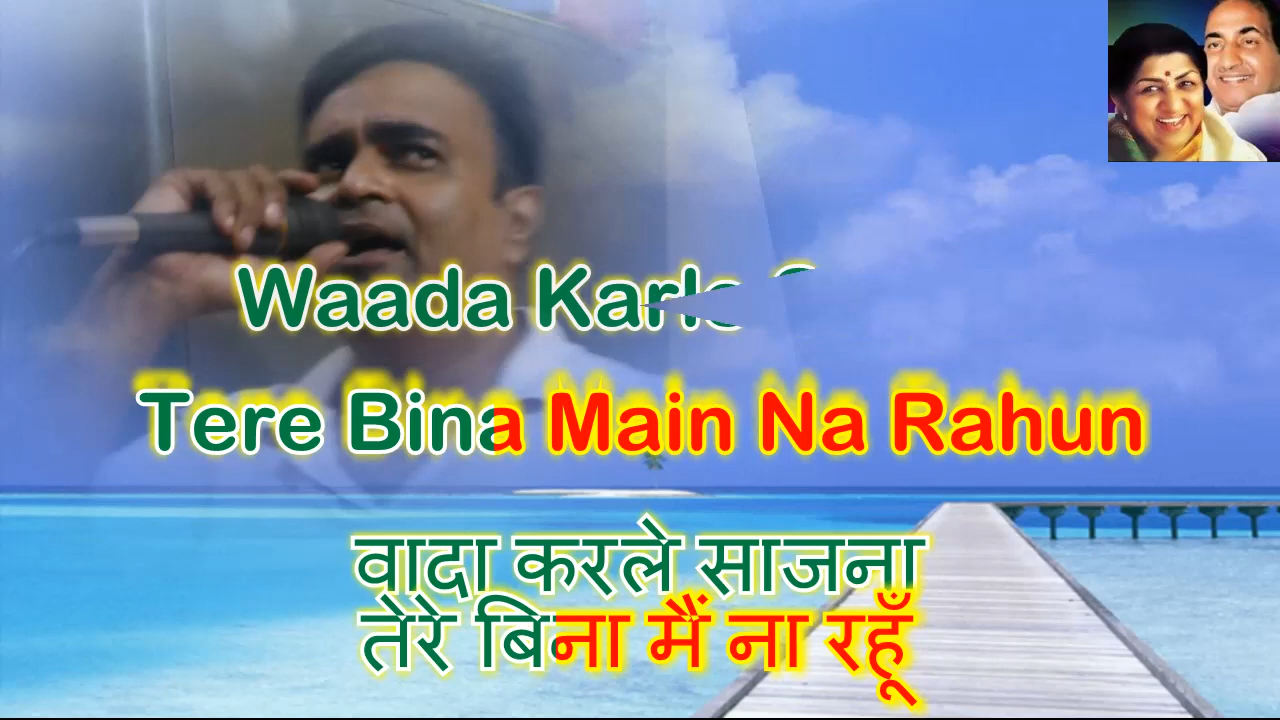 Waada Karle
Tere Bina Main Na Rahun
वादा करले साजना
तेरे बिना मैं ना रहूँ